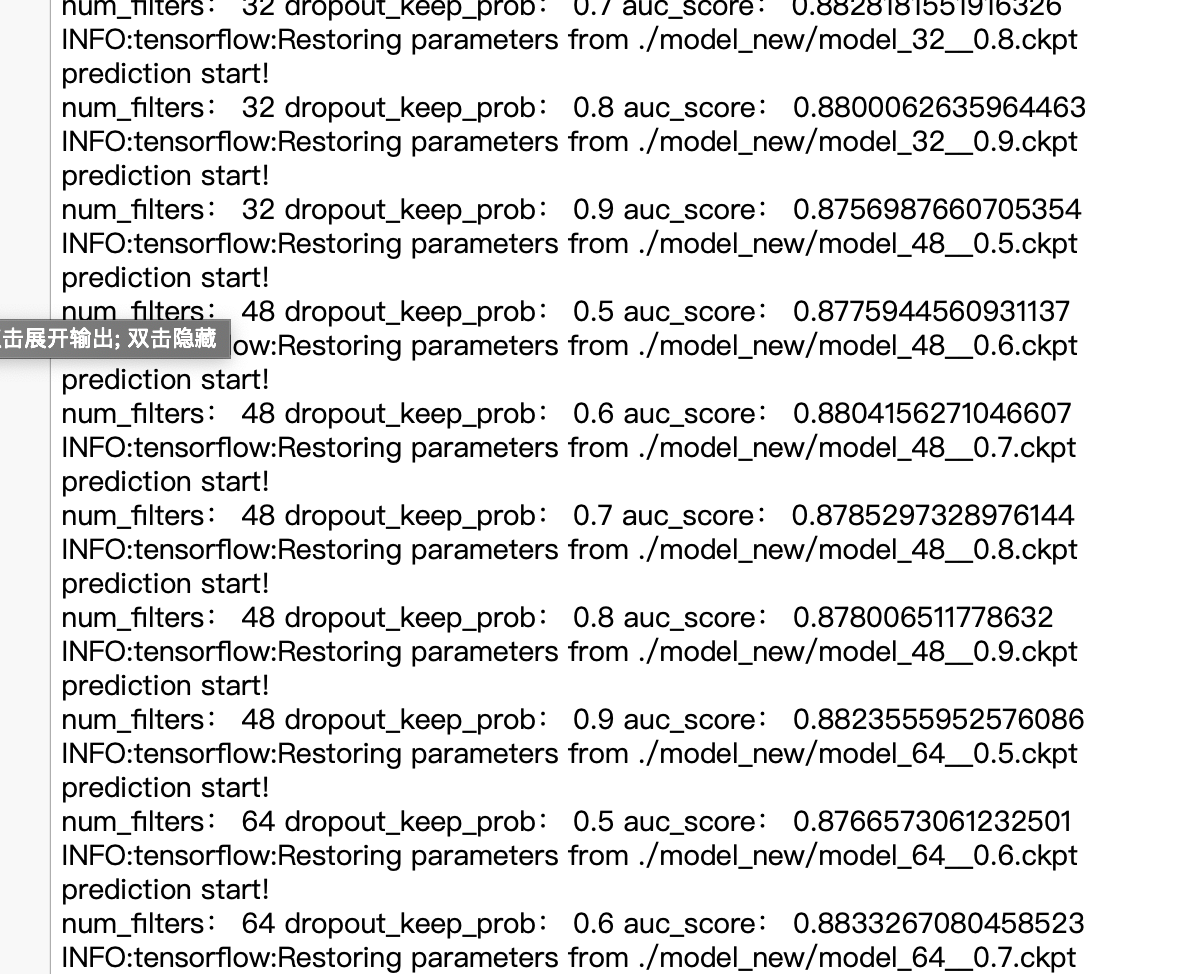 num_filters： 32 dropout_keep_prob： 0.7 auc_score： 0.8828181551916326
INFO:tensorflow:Restoring parameters from ./model_new/model_32__0.8.ckpt
prediction start!
num_filters： 32 dropout_keep_prob： 0.8 auc_score： 0.8800062635964463
INFO:tensorflow:Restoring parameters from ./model_new/model_32__0.9.ckpt
prediction start!
num_filters： 32 dropout_keep_prob： 0.9 auc_score： 0.8756987660705354
INFO:tensorflow:Restoring parameters from ./model_new/model_48__0.5.ckpt
prediction start!
num_filters： 48 dropout_keep_prob： 0.5 auc_score： 0.8775944560931137
击展开输出; 双击隐藏
ow:Restoring parameters from ./model_new/model_48__0.6.ckpt
prediction start!
num_filters： 48 dropout_keep_prob： 0.6 auc_score： 0.8804156271046607
INFO:tensorflow:Restoring parameters from ./model_new/model_48__0.7.ckpt
prediction start!
num_filters： 48 dropout_keep_prob： 0.7 auc_score： 0.8785297328976144
INFO:tensorflow:Restoring parameters from ./model_new/model_48__0.8.ckpt
prediction start!
num_filters： 48 dropout_keep_prob： 0.8 auc_score： 0.878006511778632
INFO:tensorflow:Restoring parameters from ./model_new/model_48__0.9.ckpt
prediction start!
num_filters： 48 dropout_keep_prob： 0.9 auc_score： 0.8823555952576086
INFO:tensorflow:Restoring parameters from ./model_new/model_64__0.5.ckpt
prediction start!
num_filters： 64 dropout_keep_prob： 0.5 auc_score： 0.8766573061232501
INFO:tensorflow:Restoring parameters from ./model_new/model_64__0.6.ckpt
prediction start!
num_filters： 64 dropout_keep_prob： 0.6 auc_score： 0.8833267080458523
INFO:tensorflow:Restoring parameters from ./model_new/model_64__0.7.ckpt